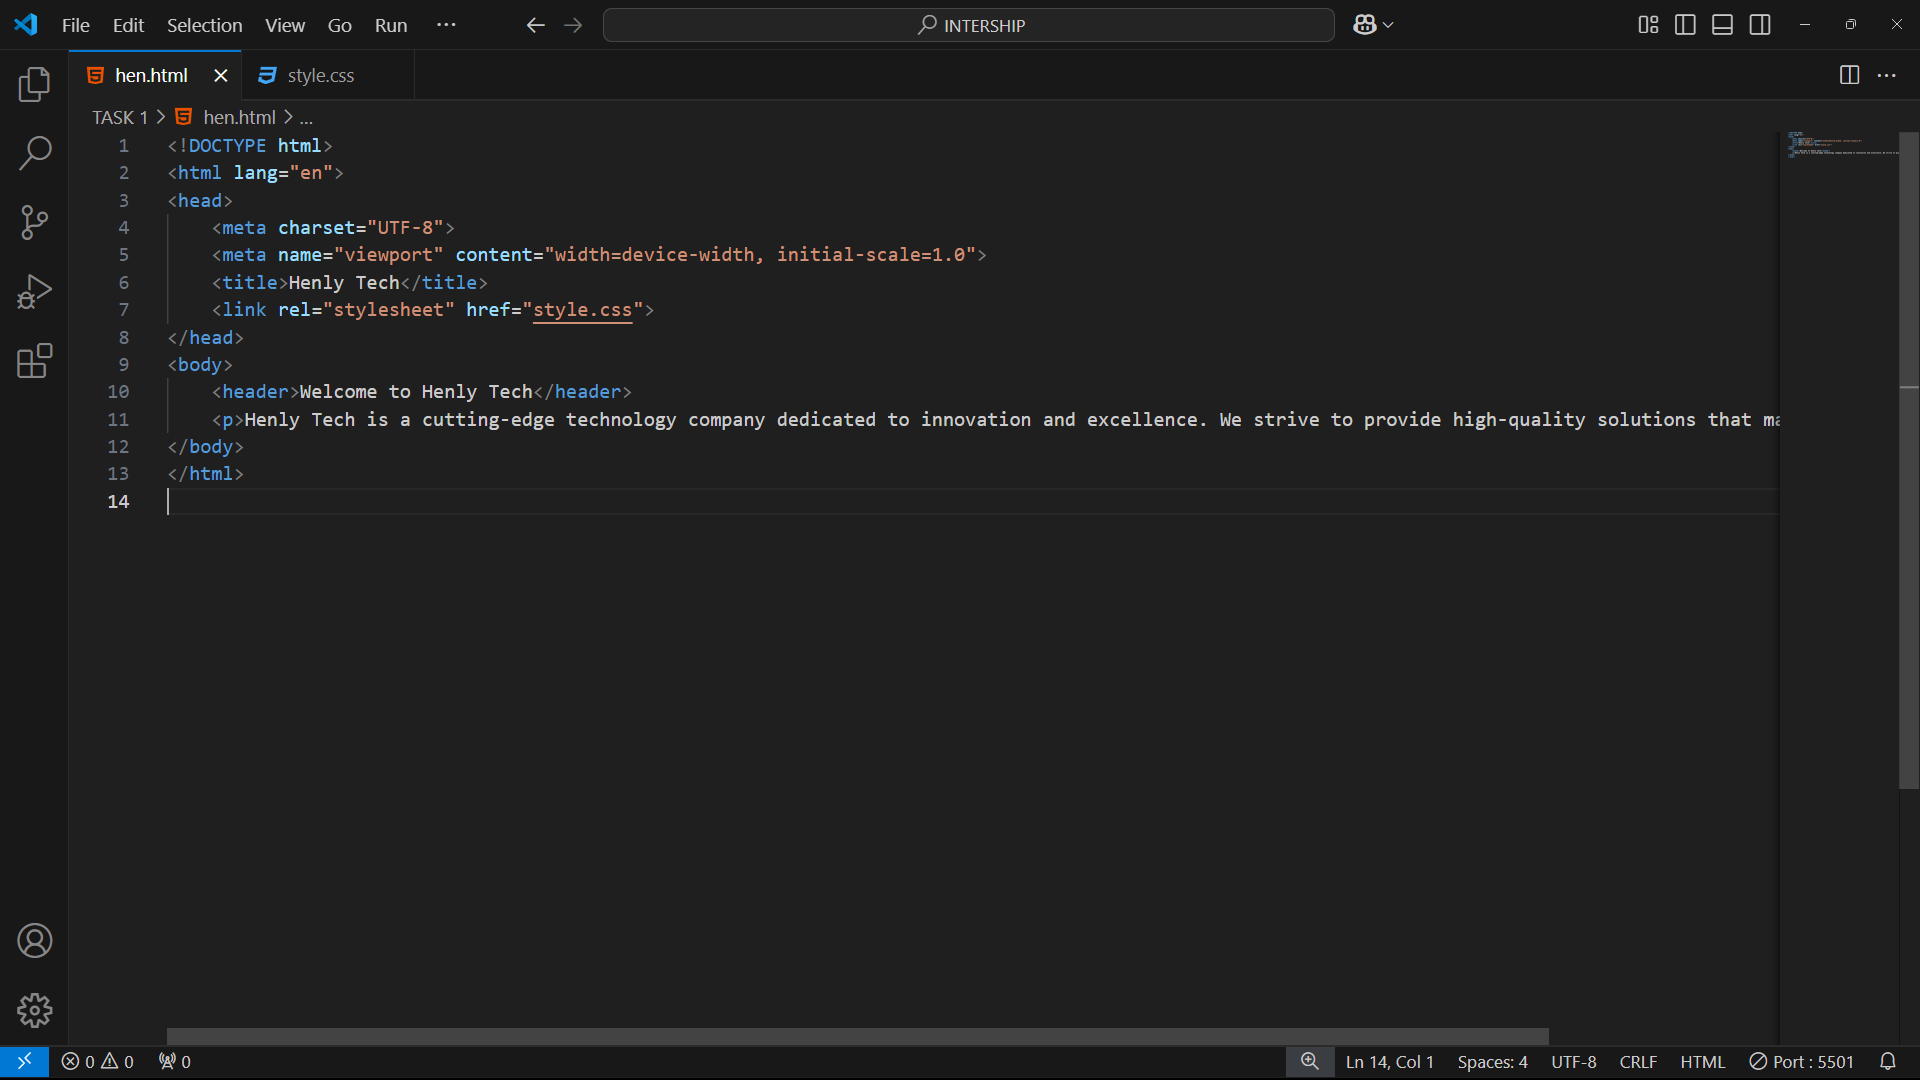 File Edit Selection View Go Run ··· INTERSHIP
hen.html style.css
TASK 1 > hen.html > ...
1 <!DOCTYPE html>
2 <html lang="en">
3 <head>
4 <meta charset="UTF-8">
5 <meta name="viewport" content="width=device-width, initial-scale=1.0">
6 <title>Henly Tech</title>
7 <link rel="stylesheet" href="style.css">
8 </head>
9 <body>
10 <header>Welcome to Henly Tech</header>
11 <p>Henly Tech is a cutting-edge technology company dedicated to innovation and excellence. We strive to provide high-quality solutions that ma
12 </body>
13 </html>
14
0 0 0 Ln 14, Col 1 Spaces: 4 UTF-8 CRLF HTML Port : 5501